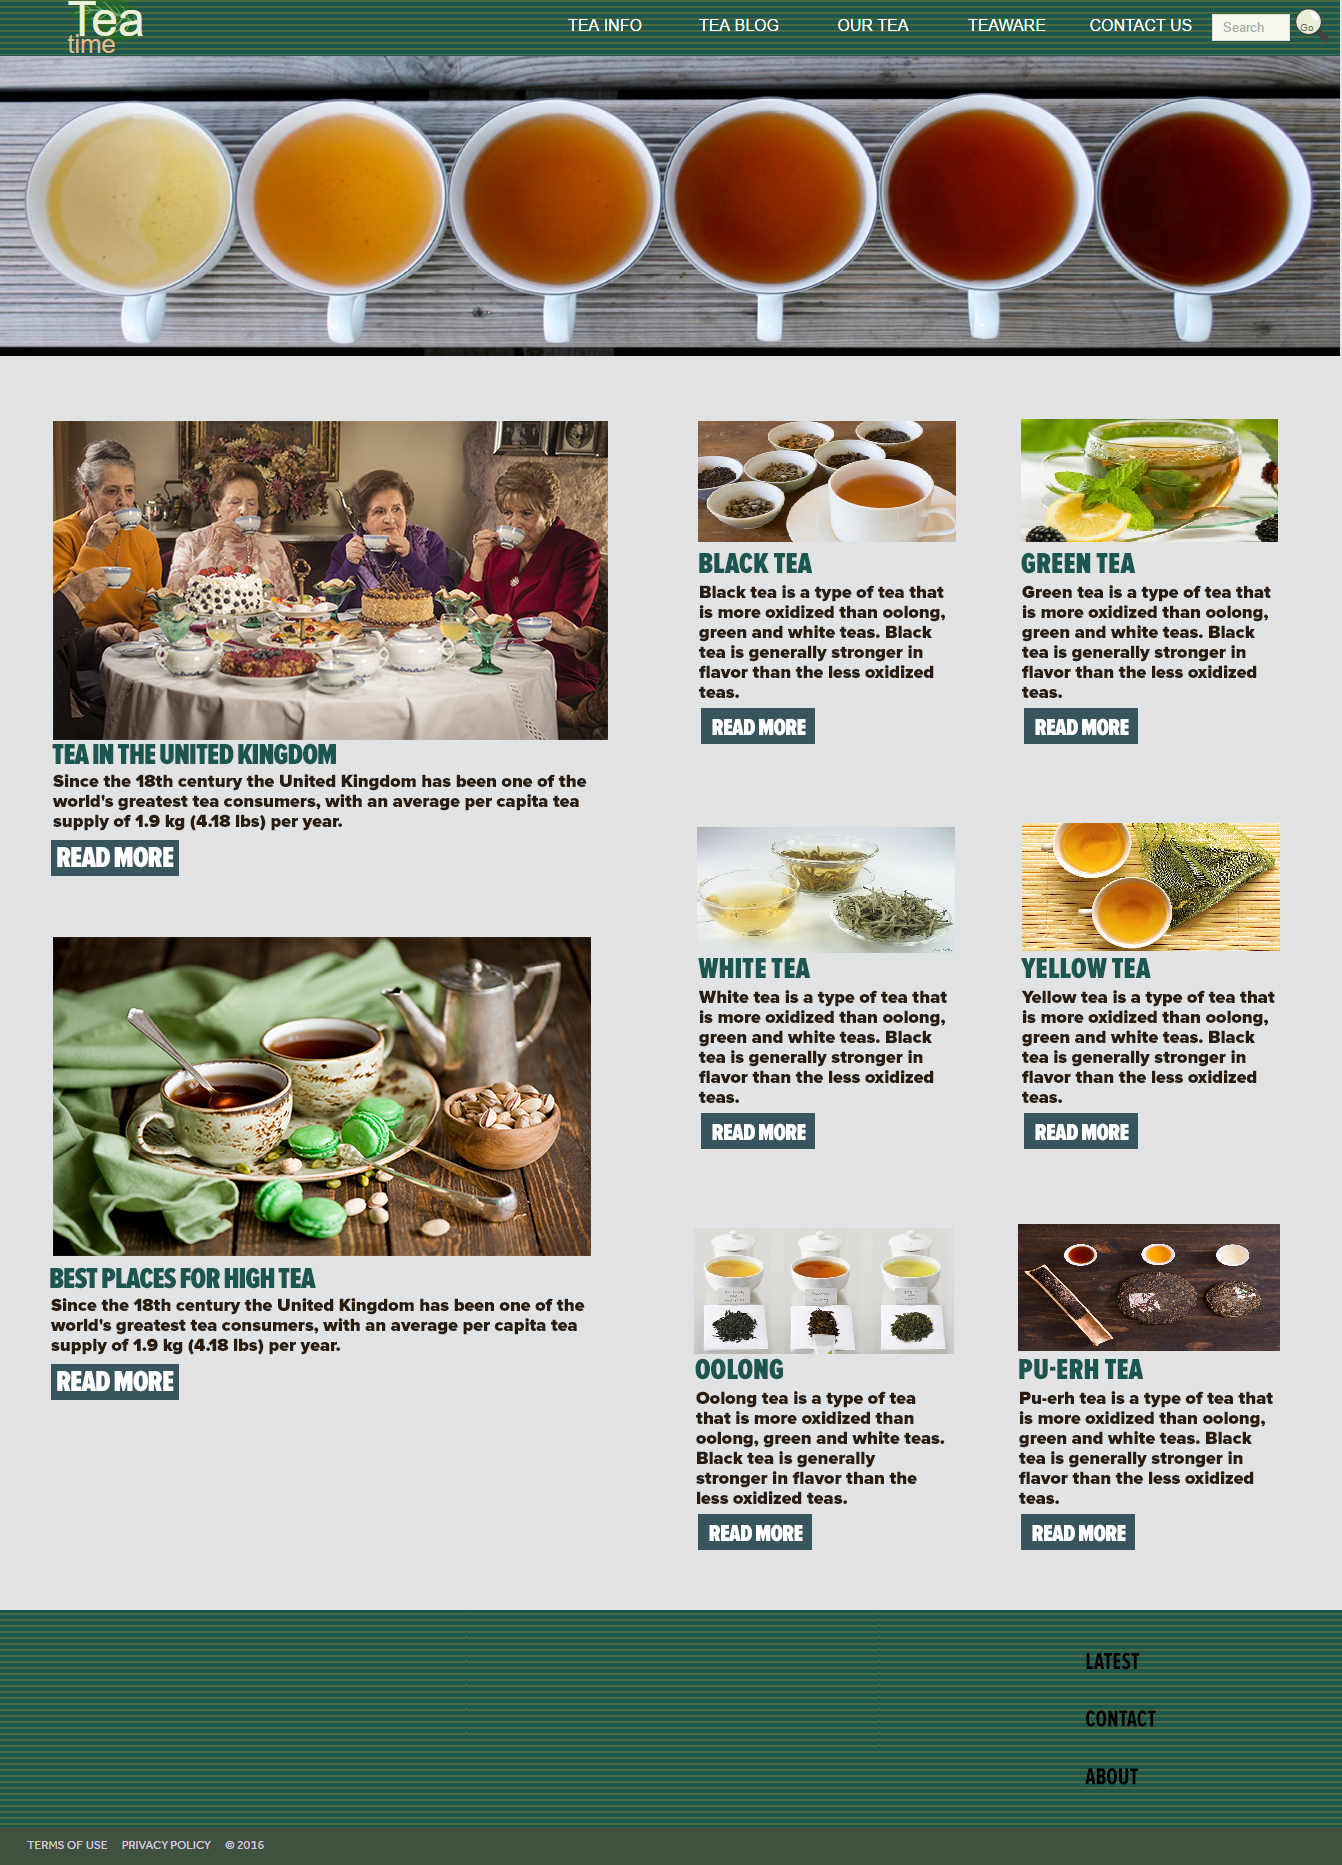 Tea
time
TEA INFO
TEA BLOG
OUR TEA
TEAWARE
CONTACT US
Search
Go
TEA IN THE UNITED KINGDOM
Since the 18th century the United Kingdom has been one of the
world's greatest tea consumers, with an average per capita tea
supply of 1.9 kg (4.18 lbs) per year.
READ MORE
BEST PLACES FOR HIGH TEA
Since the 18th century the United Kingdom has been one of the
world's greatest tea consumers, with an average per capita tea
supply of 1.9 kg (4.18 lbs) per year.
READ MORE
BLACK TEA
Black tea is a type of tea that
is more oxidized than oolong,
green and white teas. Black
tea is generally stronger in
flavor than the less oxidized
teas.
READ MORE
GREEN TEA
Green tea is a type of tea that
is more oxidized than oolong,
green and white teas. Black
tea is generally stronger in
flavor than the less oxidized
teas.
READ MORE
WHITE TEA
White tea is a type of tea that
is more oxidized than oolong,
green and white teas. Black
tea is generally stronger in
flavor than the less oxidized
teas.
READ MORE
YELLOW TEA
Yellow tea is a type of tea that
is more oxidized than oolong,
green and white teas. Black
tea is generally stronger in
flavor than the less oxidized
teas.
READ MORE
OOLONG
Oolong tea is a type of tea
that is more oxidized than
oolong, green and white teas.
Black tea is generally
stronger in flavor than the
less oxidized teas.
READ MORE
PU-ERH TEA
Pu-erh tea is a type of tea that
is more oxidized than oolong,
green and white teas. Black
tea is generally stronger in
flavor than the less oxidized
teas.
READ MORE
LATEST
CONTACT
ABOUT
TERMS OF USE
PRIVACY POLICY
© 2016